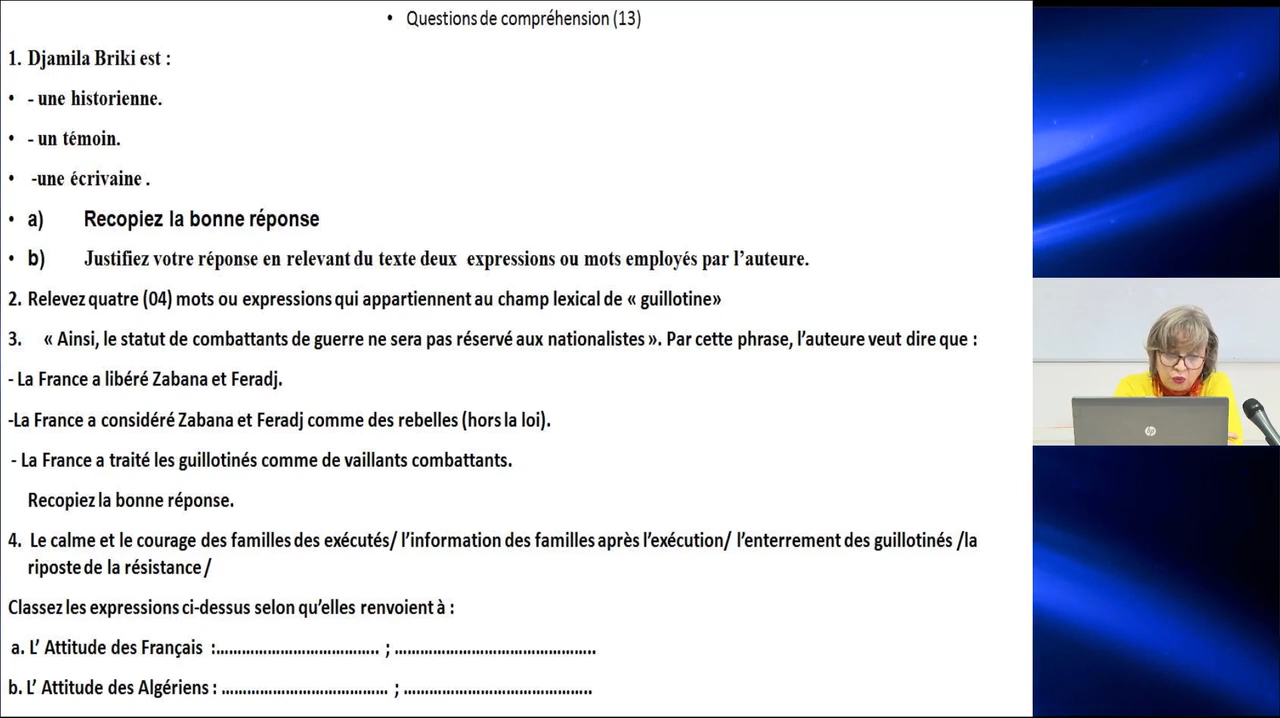 • Questions de compréhension (13)
1. Djamila Briki est :
• - une historienne.
• - un témoin.
• -une écrivaine .
• a) Recopiez la bonne réponse
• b) Justifiez votre réponse en relevant du texte deux expressions ou mots employés par l’auteure.
2. Relevez quatre (04) mots ou expressions qui appartiennent au champ lexical de « guillotine»
3. « Ainsi, le statut de combattants de guerre ne sera pas réservé aux nationalistes ». Par cette phrase, l’auteure veut dire que :
- La France a libéré Zabana et Feradj.
-La France a considéré Zabana et Feradj comme des rebelles (hors la loi).
- La France a traité les guillotinés comme de vaillants combattants.
Recopiez la bonne réponse.
4. Le calme et le courage des familles des exécutés/ l’information des familles après l’exécution/ l’enterrement des guillotinés /la
riposte de la résistance /
Classez les expressions ci-dessus selon qu’elles renvoient à :
a. L’ Attitude des Français :……………………………….. ; ………………………………………..
b. L’ Attitude des Algériens : ………………………………… ; ……………………………………..
hp